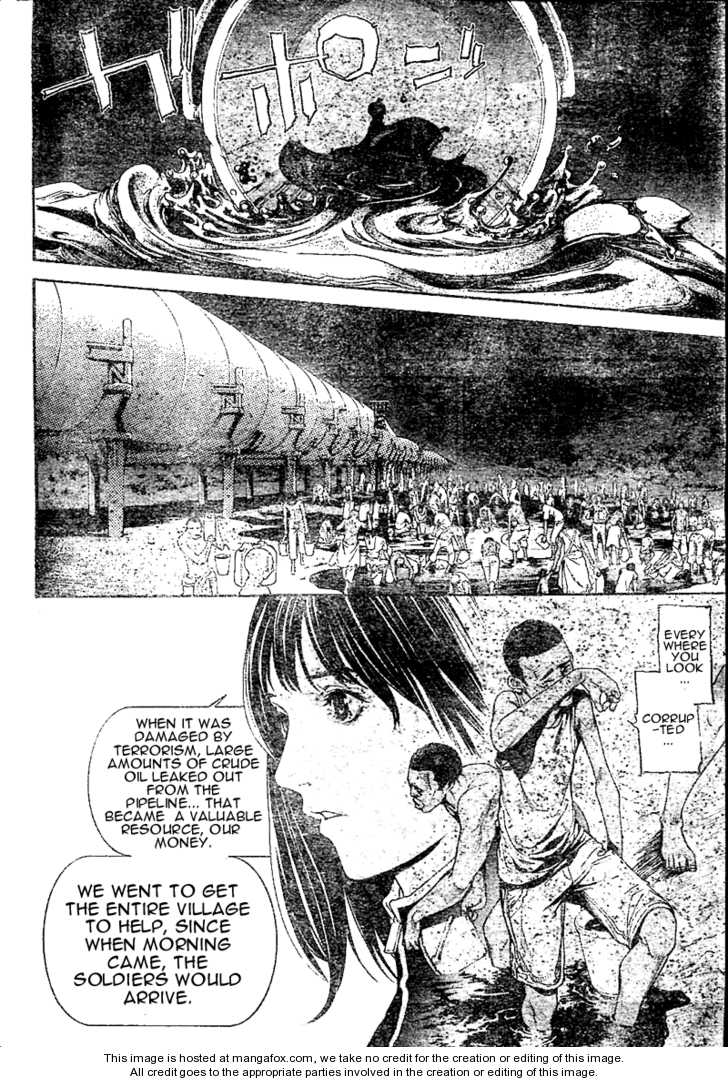 ガポンッ
EVERY
WHERE
YOU
LOOK
...
CORRUP
-TED
...
WHEN IT WAS
DAMAGED BY
TERRORISM, LARGE
AMOUNTS OF CRUDE
OIL LEAKED OUT
FROM THE
PIPELINE... THAT
BECAME A VALUABLE
RESOURCE, OUR
MONEY.
WE WENT TO GET
THE ENTIRE VILLAGE
TO HELP, SINCE
WHEN MORNING
CAME, THE
SOLDIERS WOULD
ARRIVE.
This image is hosted at mangafox.com, we take no credit for the creation or editing of this image.
All credit goes to the appropriate parties involved in the creation or editing of this image.